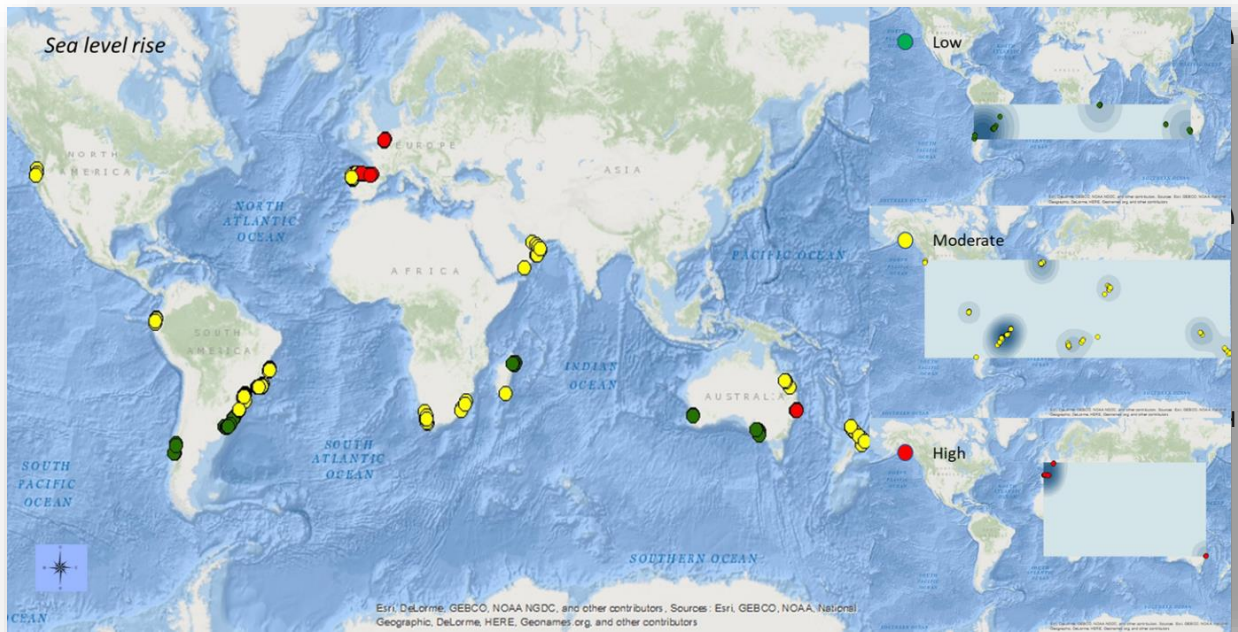 Sea level rise
NORTH
AMERICA
EUROPE
ASIA
NORTH
ATLANTIC
OCEAN
PACIFIC OCEAN
AFRICA
SOUTH
AMERICA
INDIAN
OCEAN
AUSTRALIA
SOUTH
PACIFIC
OCEAN
SOUTH
ATLANTIC
OCEAN
SOUTHERN OCEAN
CEAN
Esri, DeLorme, GEBCO, NOAA NGDC, and other contributors, Sources: Esri, GEBCO, NOAA, National
Geographic, DeLorme, HERE, Geonames.org, and other contributors
Low
Moderate
High